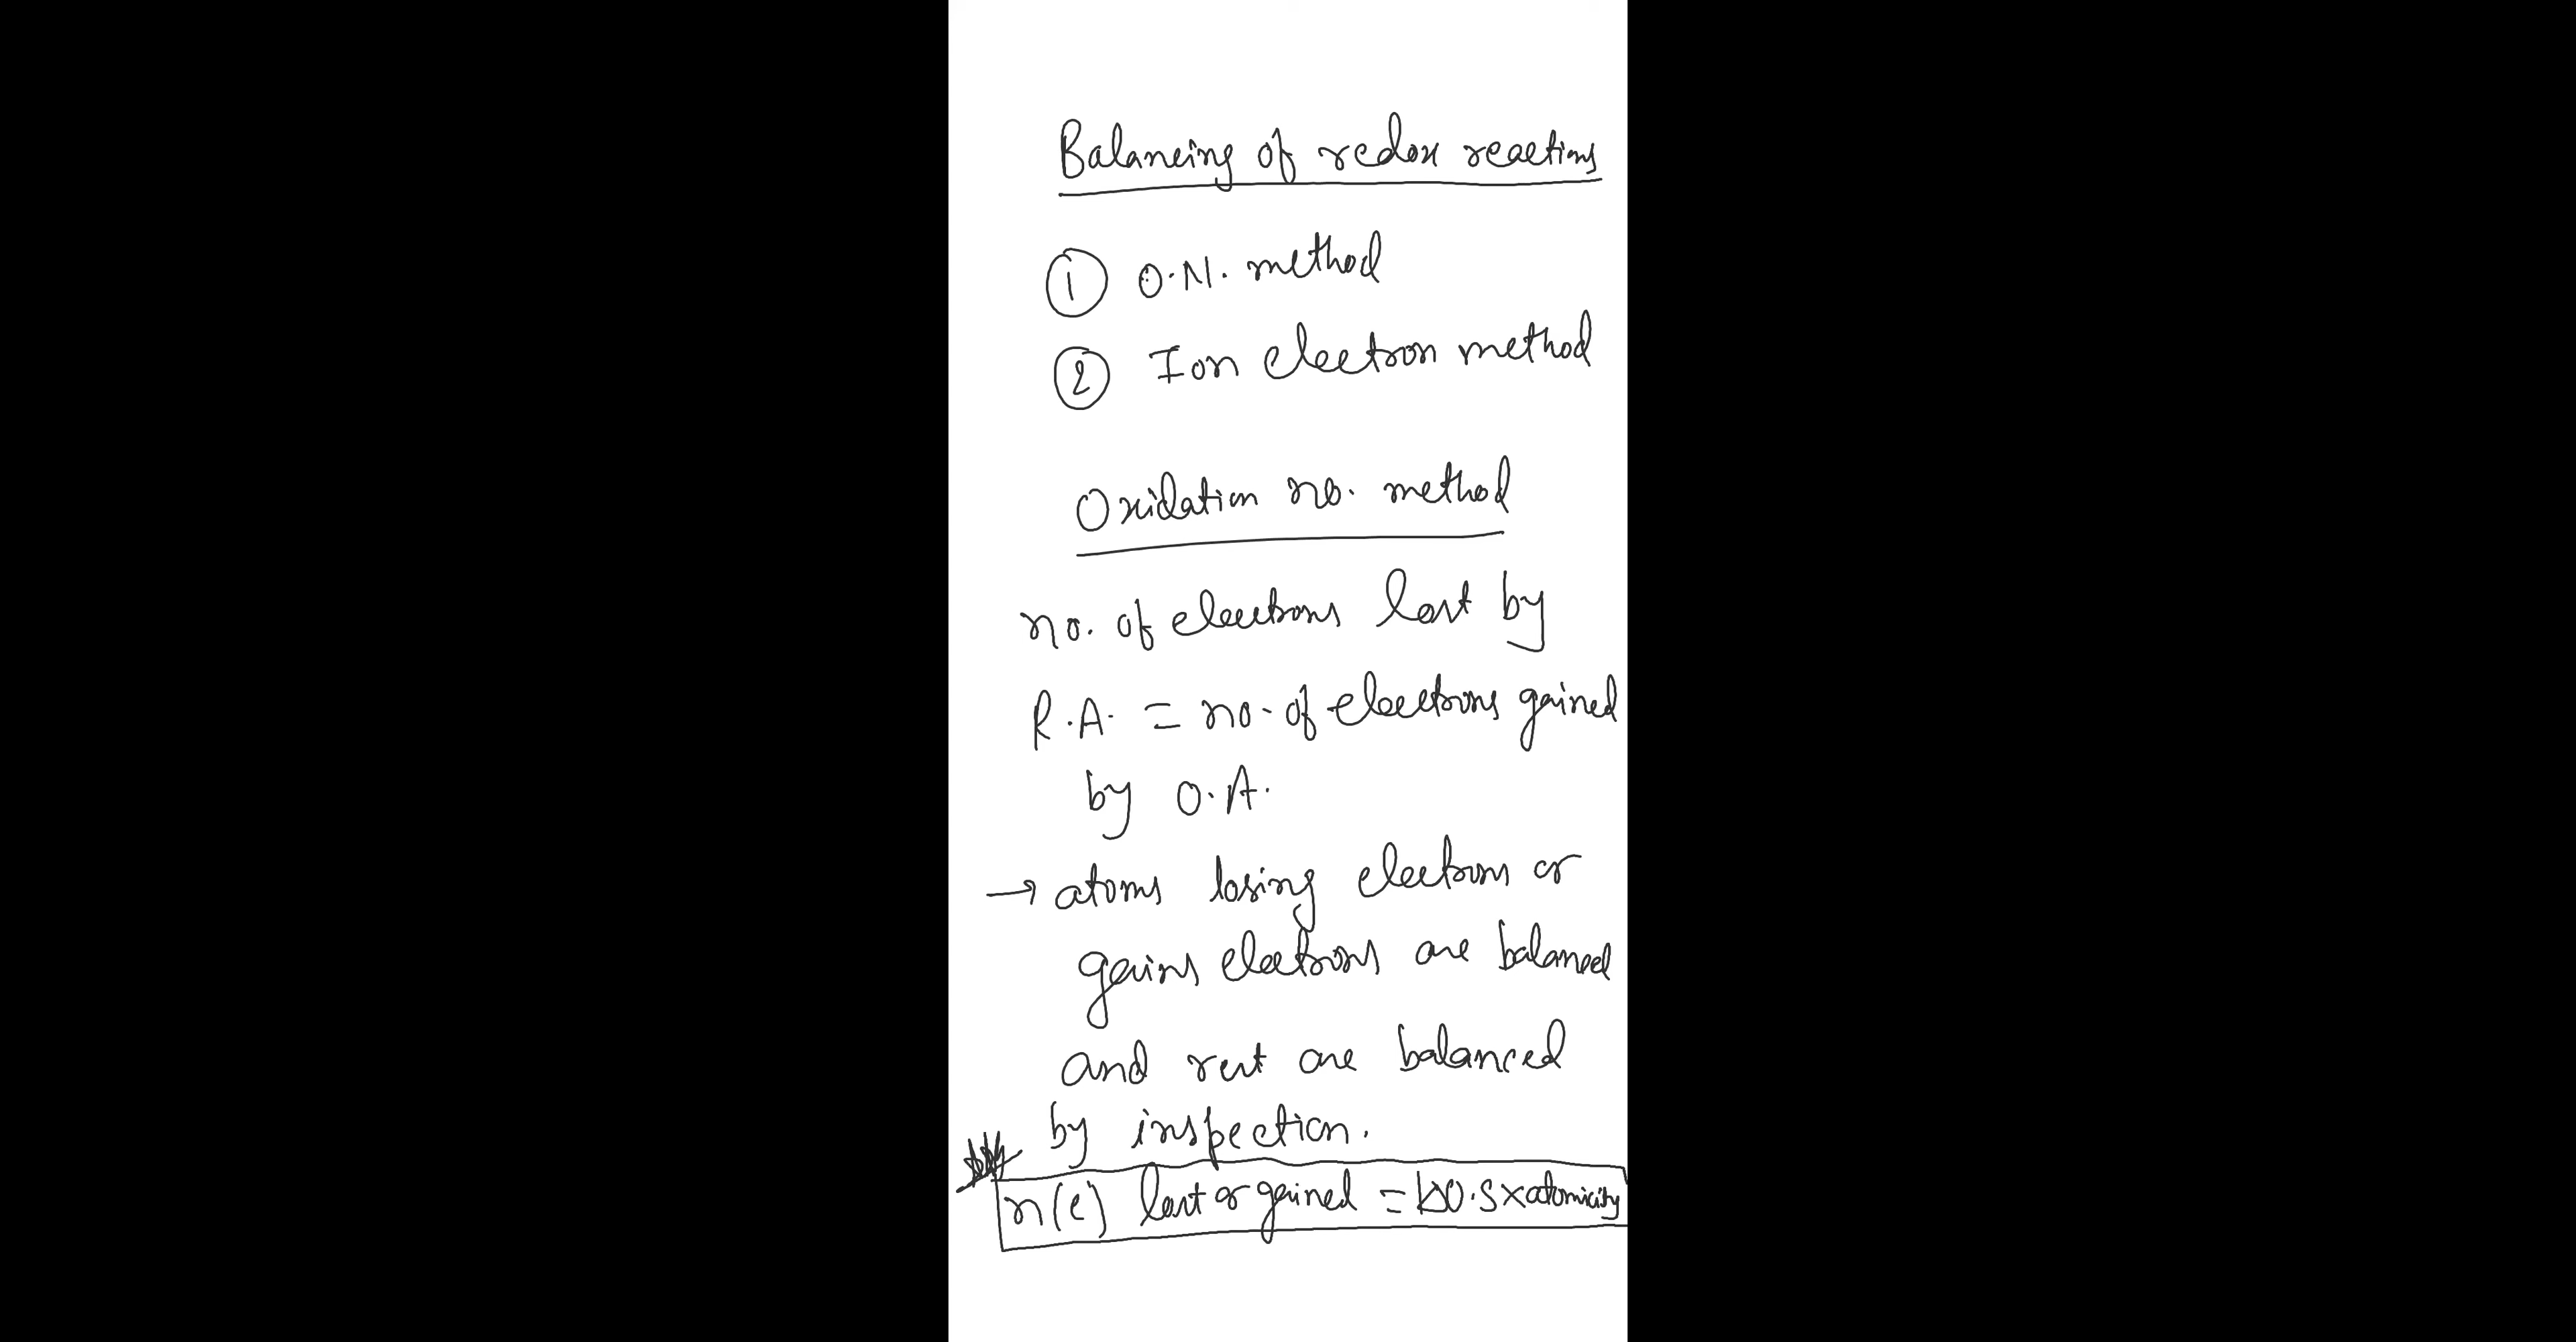 Balancing of redox reactions
① O.N. method
② Ion electron method
Oxidation no. method
no. of electrons lost by
R.A. = no. of electrons gained
by O.A.
→ atoms losing electrons or
gains electrons are balanced
and rest are balanced
by inspection.
n(e) lost or gained = ΔO.S × atomicity